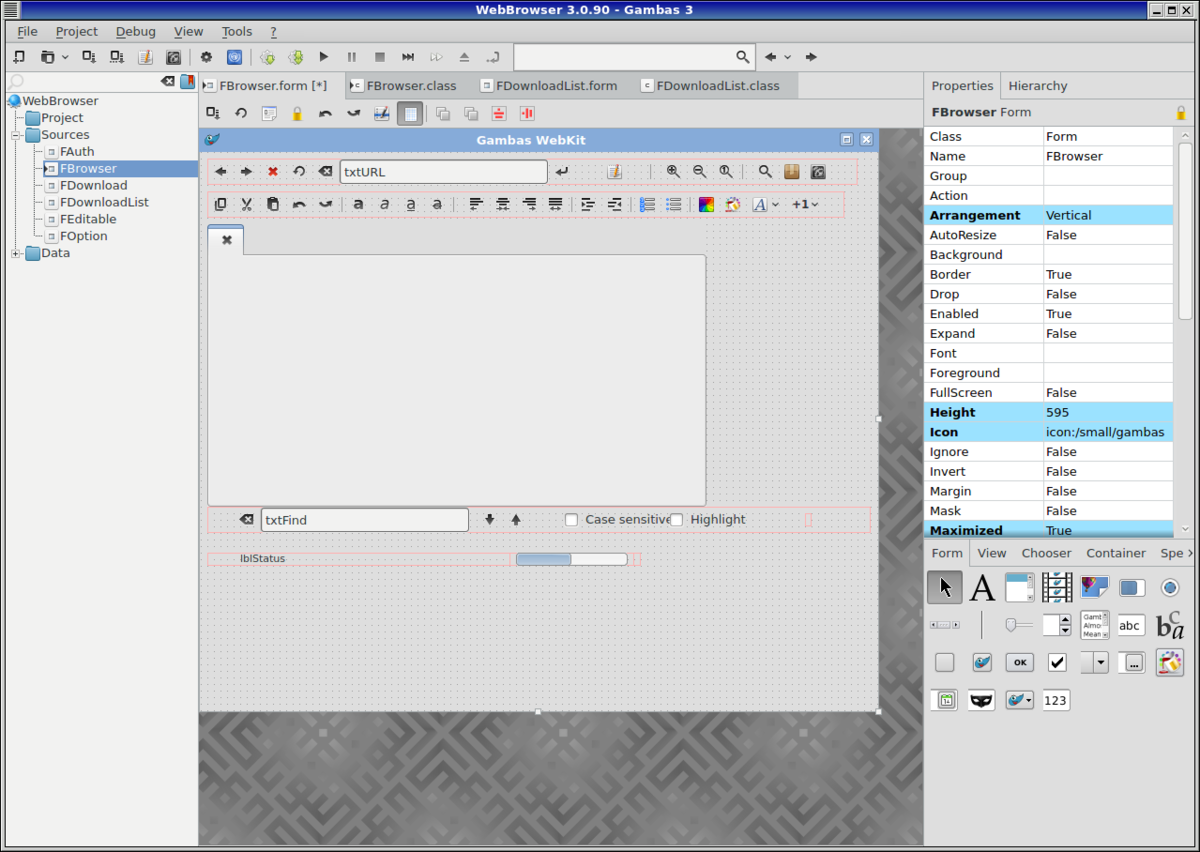 WebBrowser 3.0.90 - Gambas 3
File Project Debug View Tools ?
FBrowser.form [*] FBrowser.class FDownloadList.form FDownloadList.class
WebBrowser
Project
Sources
FAuth
FBrowser
FDownload
FDownloadList
FEditable
FOption
Data
Gambas WebKit
txtURL
a a a a A +1
txtFind Case sensitive Highlight
lblStatus
Properties Hierarchy
FBrowser Form
Class Form
Name FBrowser
Group
Action
Arrangement Vertical
AutoResize False
Background
Border True
Drop False
Enabled True
Expand False
Font
Foreground
FullScreen False
Height 595
Icon icon:/small/gambas
Ignore False
Invert False
Margin False
Mask False
Maximized True
Form View Chooser Container Spe
A
Gamb
Almo
Mean
abc
b c a
OK
...
14
123